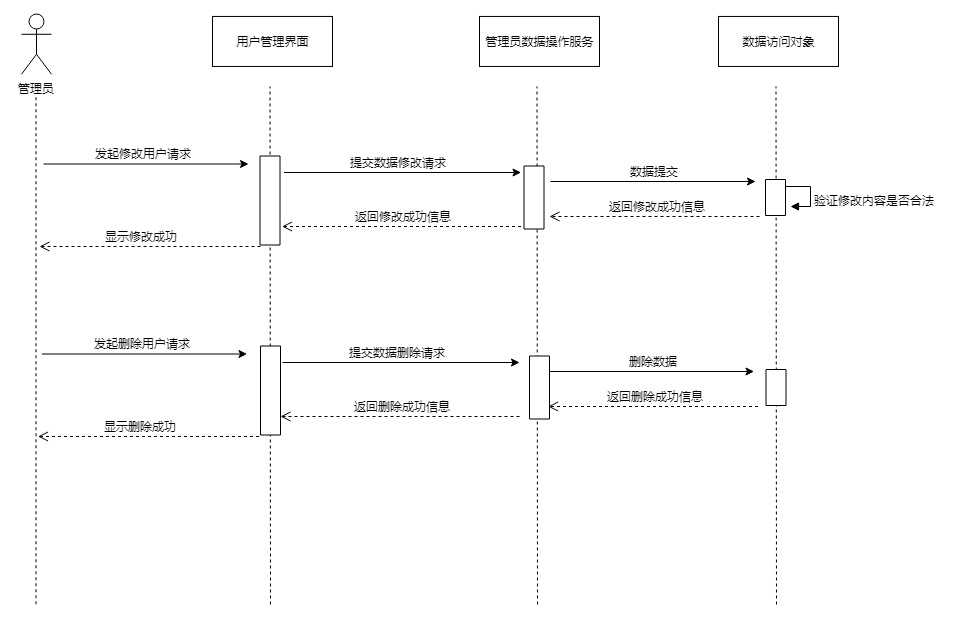 用户管理界面
管理员数据操作服务
数据访问对象
管理员
发起修改用户请求
提交数据修改请求
数据提交
验证修改内容是否合法
返回修改成功信息
返回修改成功信息
显示修改成功
发起删除用户请求
提交数据删除请求
删除数据
返回删除成功信息
返回删除成功信息
显示删除成功